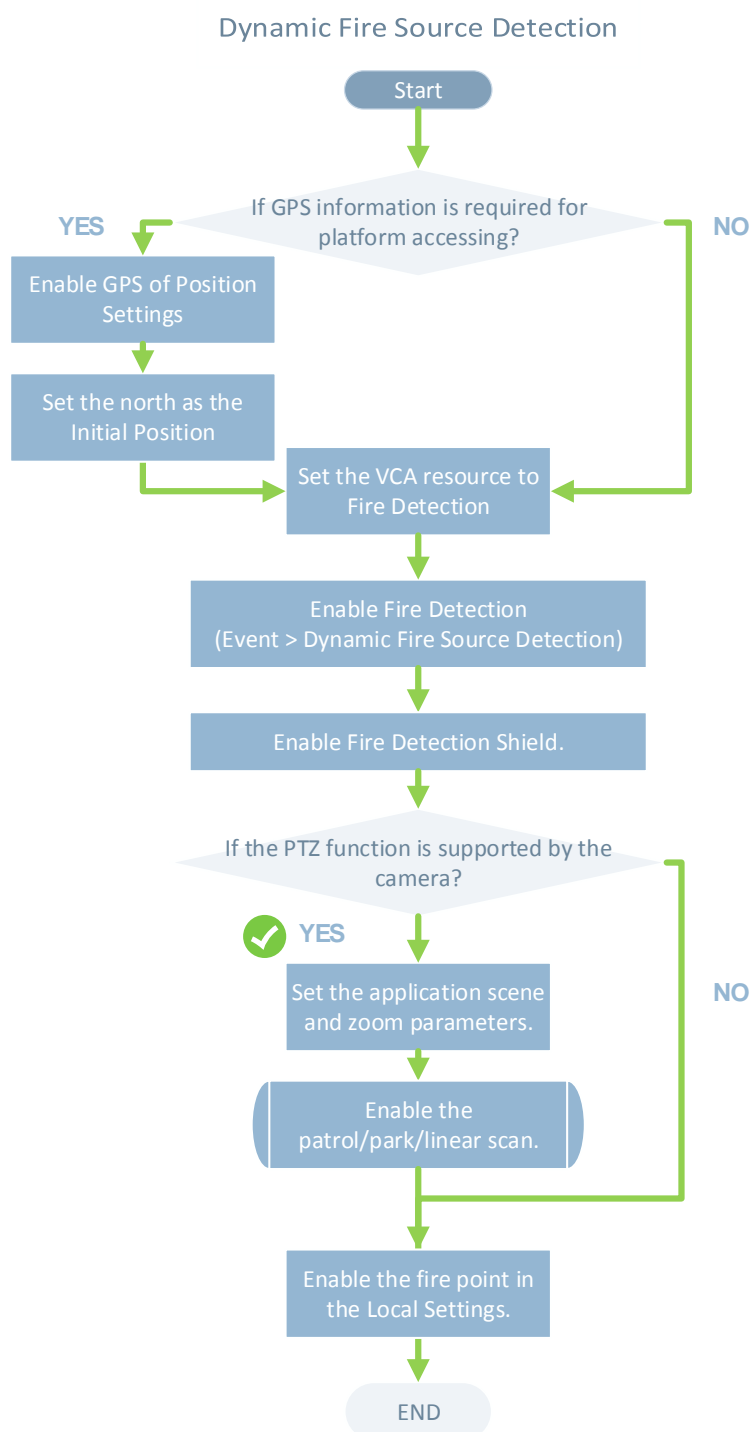 Dynamic Fire Source Detection
Start
If GPS information is required for
platform accessing?
YES
NO
Enable GPS of Position
Settings
Set the north as the
Initial Position
Set the VCA resource to
Fire Detection
Enable Fire Detection
(Event > Dynamic Fire Source Detection)
Enable Fire Detection Shield.
If the PTZ function is supported by the
camera?
YES
NO
Set the application scene
and zoom parameters.
Enable the
patrol/park/linear scan.
Enable the fire point in
the Local Settings.
END